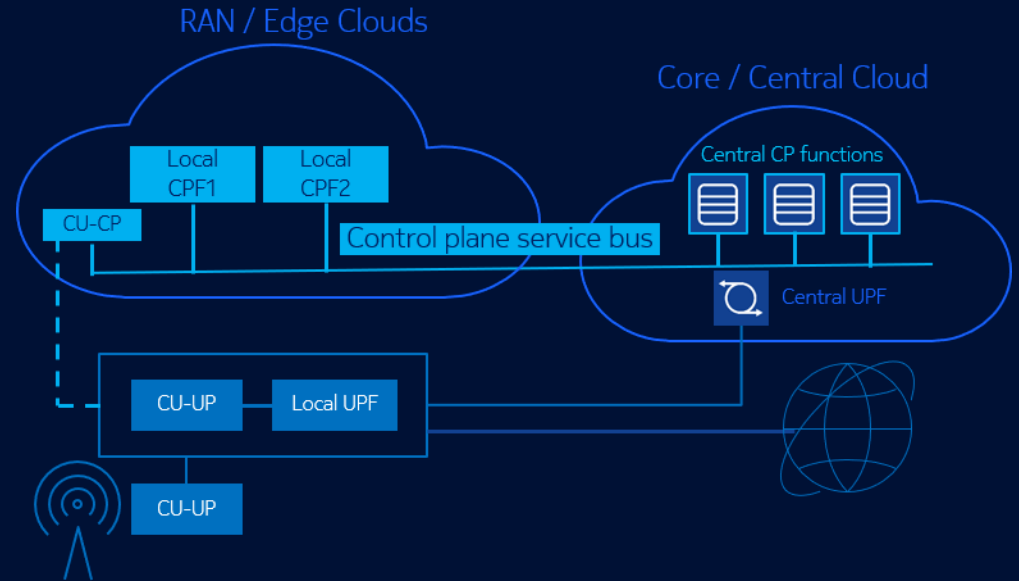 RAN / Edge Clouds
Core / Central Cloud
Local
CPF1
Local
CPF2
Central CP functions
CU-CP
Control plane service bus
Central UPF
CU-UP
Local UPF
CU-UP